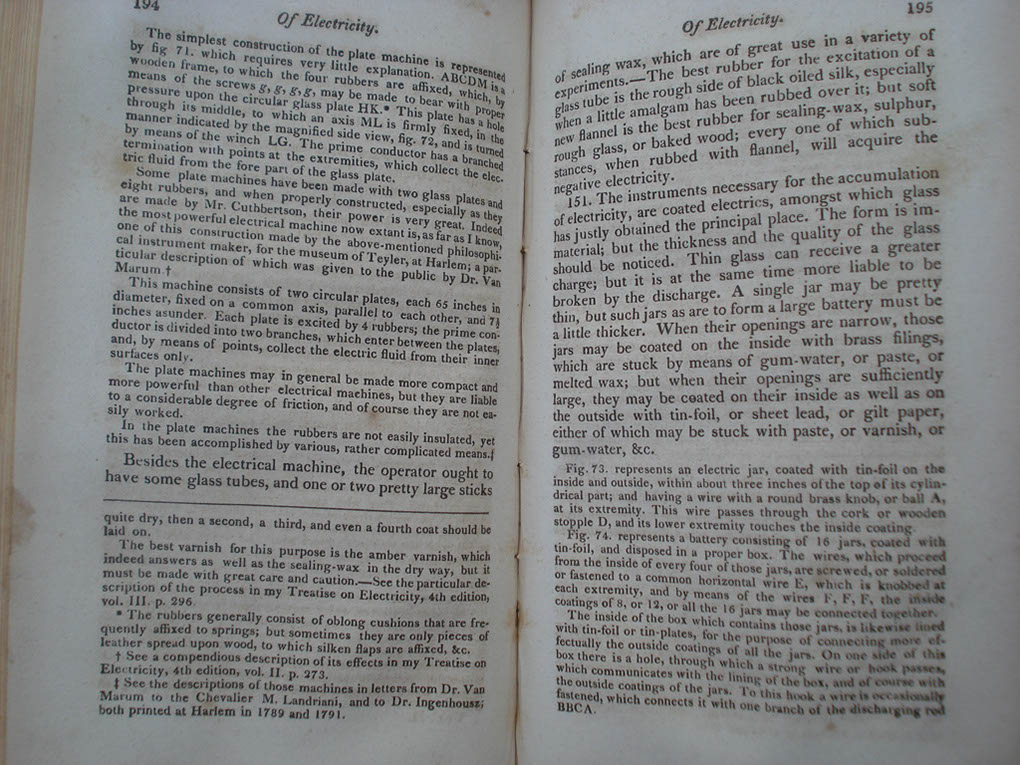 194
Of Electricity.
The simplest construction of the plate machine is represented
by fig 71. which requires very little explanation. ABCDM is a
wooden frame, to which the four rubbers are affixed, which, by
means of the screws g, g, g, g, may be made to bear with proper
pressure upon the circular glass plate HK.* This plate has a hole
through its middle, to which an axis ML is firmly fixed, in the
manner indicated by the magnified side view, fig. 72, and is turned
by means of the winch LG. The prime conductor has a branched
termination with points at the extremities, which collect the elec-
tric fluid from the fore part of the glass plate.
Some plate machines have been made with two glass plates and
eight rubbers, and when properly constructed, especially as they
are made by Mr. Cuthbertson, their power is very great. Indeed
the most powerful electrical machine now extant is, as far as I know,
one of this construction made by the above-mentioned philosophi-
cal instrument maker, for the museum of Teyler, at Harlem; a par-
ticular description of which was given to the public by Dr. Van
Marum †
This machine consists of two circular plates, each 65 inches in
diameter, fixed on a common axis, parallel to each other, and 7½
inches asunder. Each plate is excited by 4 rubbers; the prime con-
ductor is divided into two branches, which enter between the plates,
and, by means of points, collect the electric fluid from their inner
surfaces only.
The plate machines may in general be made more compact and
more powerful than other electrical machines, but they are liable
to a considerable degree of friction, and of course they are not ea-
sily worked.
In the plate machines the rubbers are not easily insulated, yet
this has been accomplished by various, rather complicated means.‡
Besides the electrical machine, the operator ought to
have some glass tubes, and one or two pretty large sticks
quite dry, then a second, a third, and even a fourth coat should be
laid on.
The best varnish for this purpose is the amber varnish, which
indeed answers as well as the sealing-wax in the dry way, but it
must be made with great care and caution.—See the particular de-
scription of the process in my Treatise on Electricity, 4th edition,
vol. III. p. 296.
* The rubbers generally consist of oblong cushions that are fre-
quently affixed to springs; but sometimes they are only pieces of
leather spread upon wood, to which silken flaps are affixed, &c.
† See a compendious description of its effects in my Treatise on
Electricity, 4th edition, vol. II. p. 273.
‡ See the descriptions of those machines in letters from Dr. Van
Marum to the Chevalier M. Landriani, and to Dr. Ingenhousz;
both printed at Harlem in 1789 and 1791.
Of Electricity.
195
of sealing wax, which are of great use in a variety of
experiments.—The best rubber for the excitation of a
glass tube is the rough side of black oiled silk, especially
when a little amalgam has been rubbed over it; but soft
new flannel is the best rubber for sealing-wax, sulphur,
rough glass, or baked wood; every one of which sub-
stances, when rubbed with flannel, will acquire the
negative electricity.
151. The instruments necessary for the accumulation
of electricity, are coated electrics, amongst which glass
has justly obtained the principal place. The form is im-
material; but the thickness and the quality of the glass
should be noticed. Thin glass can receive a greater
charge; but it is at the same time more liable to be
broken by the discharge. A single jar may be pretty
thin, but such jars as are to form a large battery must be
a little thicker. When their openings are narrow, those
jars may be coated on the inside with brass filings,
which are stuck by means of gum-water, or paste, or
melted wax; but when their openings are sufficiently
large, they may be coated on their inside as well as on
the outside with tin-foil, or sheet lead, or gilt paper,
either of which may be stuck with paste, or varnish, or
gum-water, &c.
Fig. 73. represents an electric jar, coated with tin-foil on the
inside and outside, within about three inches of the top of its cylin-
drical part; and having a wire with a round brass knob, or ball A,
at its extremity. This wire passes through the cork or wooden
stopple D, and its lower extremity touches the inside coating.
Fig. 74. represents a battery consisting of 16 jars, coated with
tin-foil, and disposed in a proper box. The wires, which proceed
from the inside of every four of those jars, are screwed, or soldered
or fastened to a common horizontal wire E, which is knobbed at
each extremity, and by means of the wires F, F, F, the inside
coatings of 8, or 12, or all the 16 jars may be connected together.
The inside of the box which contains those jars, is likewise lined
with tin-foil or tin-plates, for the purpose of connecting more ef-
fectually the outside coatings of all the jars. On one side of this
box there is a hole, through which a strong wire or hook passes,
which communicates with the lining of the box, and of course with
the outside coatings of the jars. To this hook a wire is occasionally
fastened, which connects it with one branch of the discharging rod
BBCA.